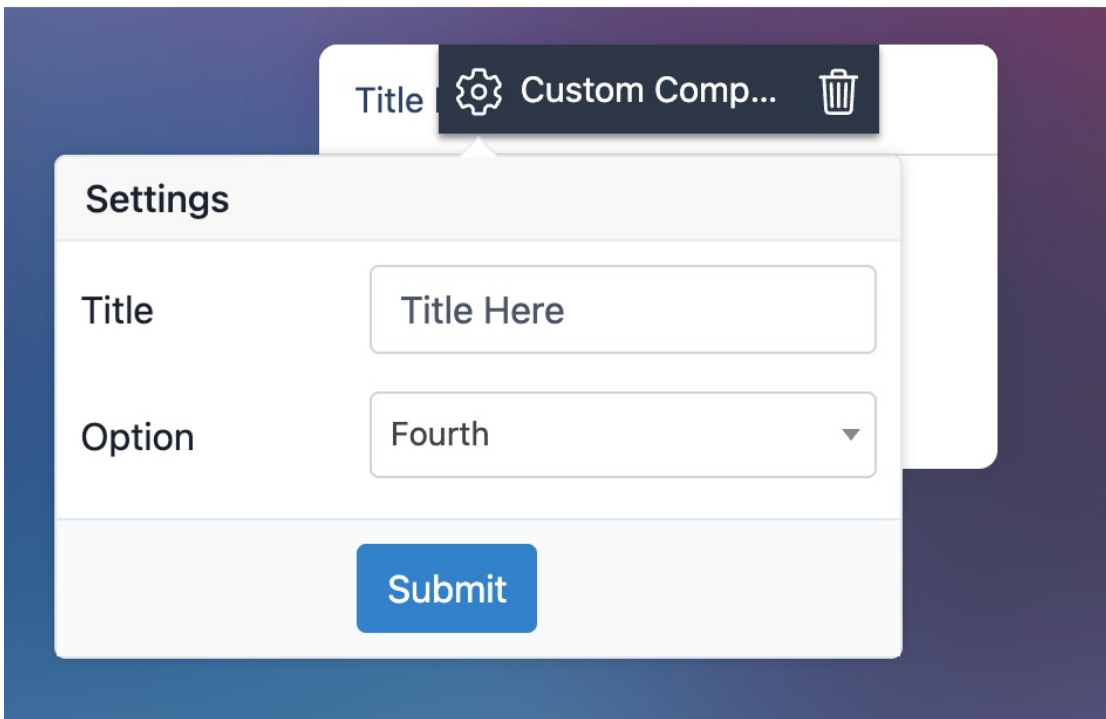 Title
Custom Comp...
Settings
Title
Title Here
Option
Fourth
Submit